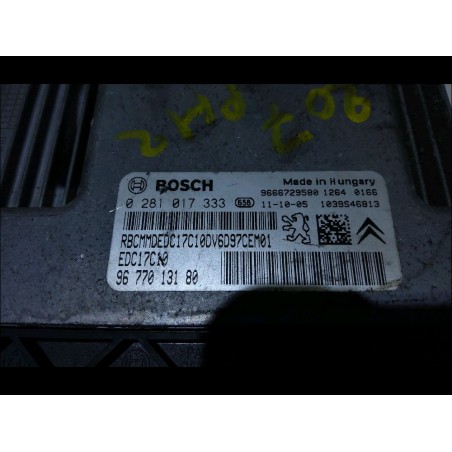 BOSCH Made in Hungary
9666729580 1264 0166
0 281 017 333 656 11-10-05 1039S46813
RBCMMDEDC17C10DV6D97CEM01
EDC17C10
96 770 131 80